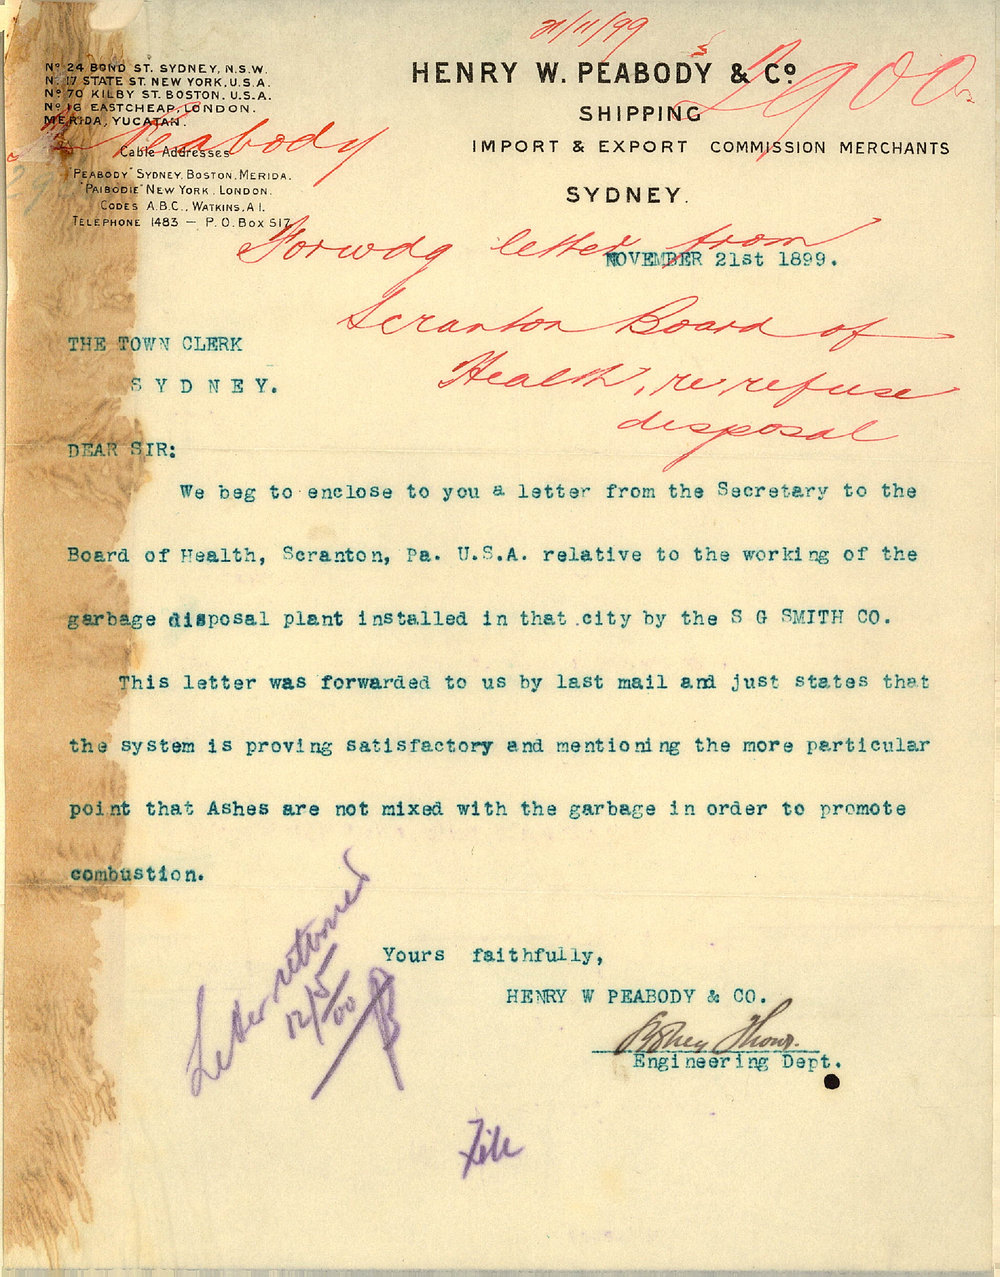 21/11/99
No 24 BOND ST. SYDNEY, N.S.W.
No 17 STATE ST. NEW YORK, U.S.A.
No 70 KILBY ST. BOSTON. U.S.A.
No 16 EASTCHEAP, LONDON.
MERIDA, YUCATAN.
HENRY W. PEABODY & Co
SHIPPING
IMPORT & EXPORT COMMISSION MERCHANTS
SYDNEY.
Peabody
Cable Addresses
"PEABODY" SYDNEY. BOSTON. MERIDA.
"PAIBODIE" NEW YORK. LONDON.
CODES A.B.C., WATKINS, A I.
TELEPHONE 1483 — P.O. BOX 517.
Forwdg letter from
NOVEMBER 21st 1899.
Scranton Board of
Health, re refuse
disposal
THE TOWN CLERK
SYDNEY.
DEAR SIR:
We beg to enclose to you a letter from the Secretary to the
Board of Health, Scranton, Pa. U.S.A. relative to the working of the
garbage disposal plant installed in that city by the S G SMITH CO.
This letter was forwarded to us by last mail and just states that
the system is proving satisfactory and mentioning the more particular
point that Ashes are not mixed with the garbage in order to promote
combustion.
Letter returned
12/5/00
Yours faithfully,
HENRY W PEABODY & CO.
Engineering Dept.
File